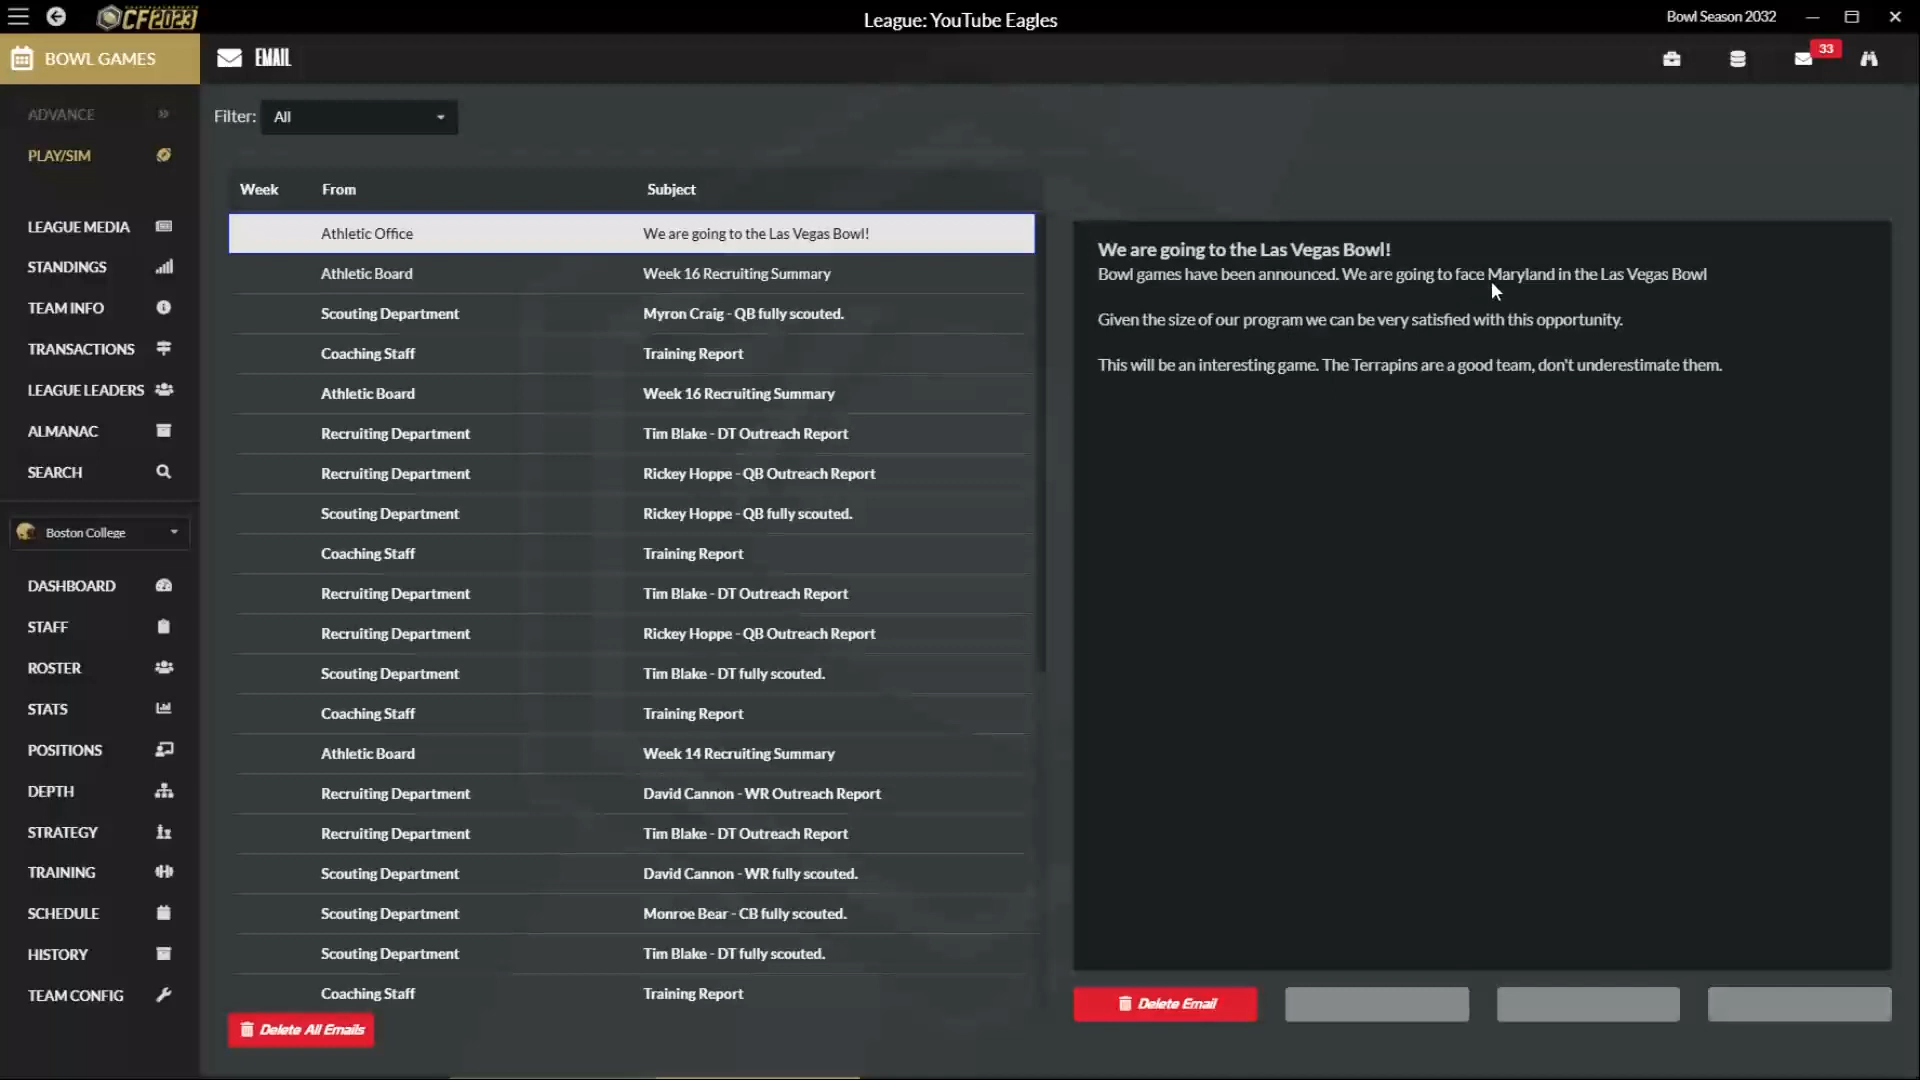 CF2023
League: YouTube Eagles
Bowl Season 2032
BOWL GAMES
EMAIL
33
ADVANCE
PLAY/SIM
LEAGUE MEDIA
STANDINGS
TEAM INFO
TRANSACTIONS
LEAGUE LEADERS
ALMANAC
SEARCH
Boston College
DASHBOARD
STAFF
ROSTER
STATS
POSITIONS
DEPTH
STRATEGY
TRAINING
SCHEDULE
HISTORY
TEAM CONFIG
Filter: All
Week From Subject
Athletic Office We are going to the Las Vegas Bowl!
Athletic Board Week 16 Recruiting Summary
Scouting Department Myron Craig - QB fully scouted.
Coaching Staff Training Report
Athletic Board Week 16 Recruiting Summary
Recruiting Department Tim Blake - DT Outreach Report
Recruiting Department Rickey Hoppe - QB Outreach Report
Scouting Department Rickey Hoppe - QB fully scouted.
Coaching Staff Training Report
Recruiting Department Tim Blake - DT Outreach Report
Recruiting Department Rickey Hoppe - QB Outreach Report
Scouting Department Tim Blake - DT fully scouted.
Coaching Staff Training Report
Athletic Board Week 14 Recruiting Summary
Recruiting Department David Cannon - WR Outreach Report
Recruiting Department Tim Blake - DT Outreach Report
Scouting Department David Cannon - WR fully scouted.
Scouting Department Monroe Bear - CB fully scouted.
Scouting Department Tim Blake - DT fully scouted.
Coaching Staff Training Report
Delete All Emails
We are going to the Las Vegas Bowl!
Bowl games have been announced. We are going to face Maryland in the Las Vegas Bowl
Given the size of our program we can be very satisfied with this opportunity.
This will be an interesting game. The Terrapins are a good team, don't underestimate them.
Delete Email